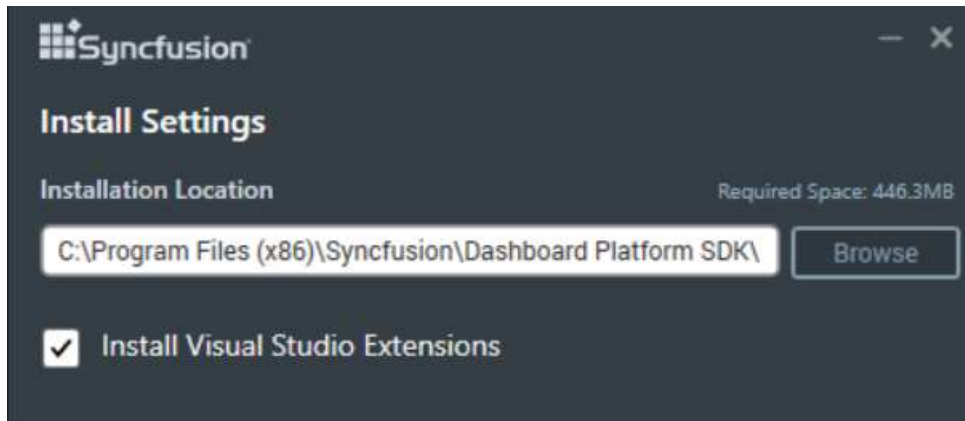 Syncfusion
Install Settings
Installation Location
Required Space: 446.3MB
C:\Program Files (x86)\Syncfusion\Dashboard Platform SDK\
Browse
Install Visual Studio Extensions